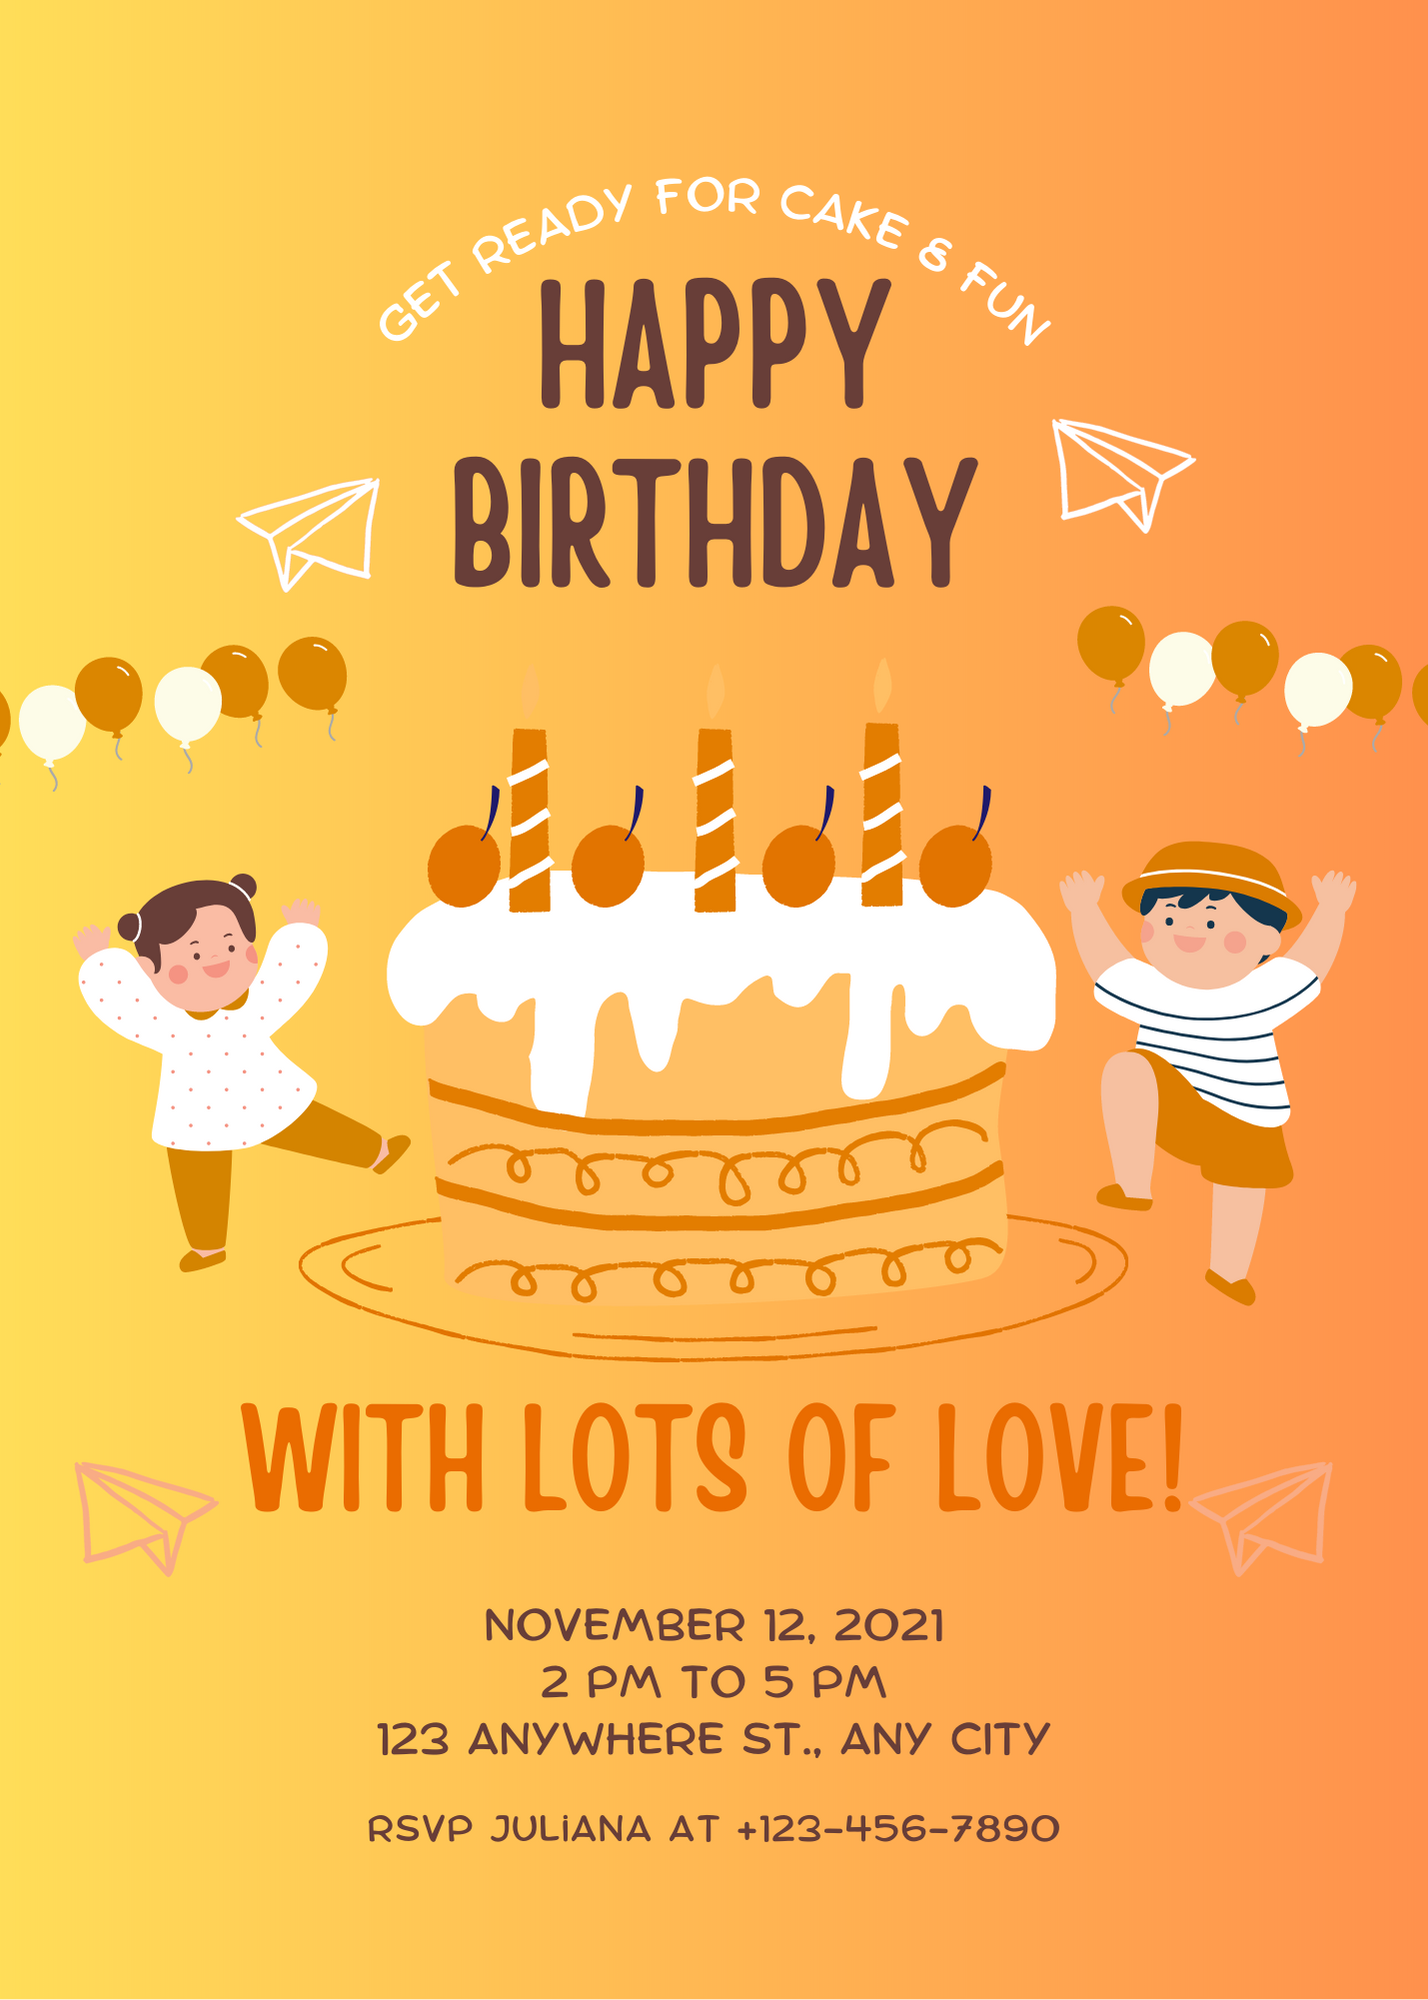 GET READY FOR CAKE & FUN
HAPPY
BIRTHDAY
WITH LOTS OF LOVE!
NOVEMBER 12, 2021
2 PM TO 5 PM
123 ANYWHERE ST., ANY CITY
RSVP JULIANA AT +123-456-7890